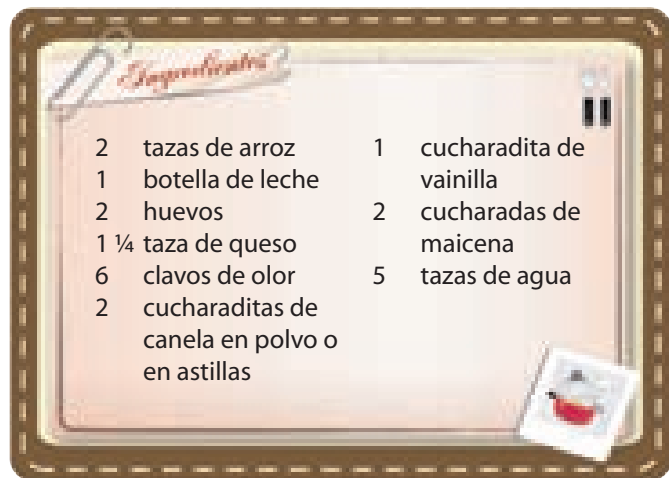 Ingredientes
2 tazas de arroz
1 botella de leche
2 huevos
1 ¼ taza de queso
6 clavos de olor
2 cucharaditas de
canela en polvo o
en astillas
1 cucharadita de
vainilla
2 cucharadas de
maicena
5 tazas de agua